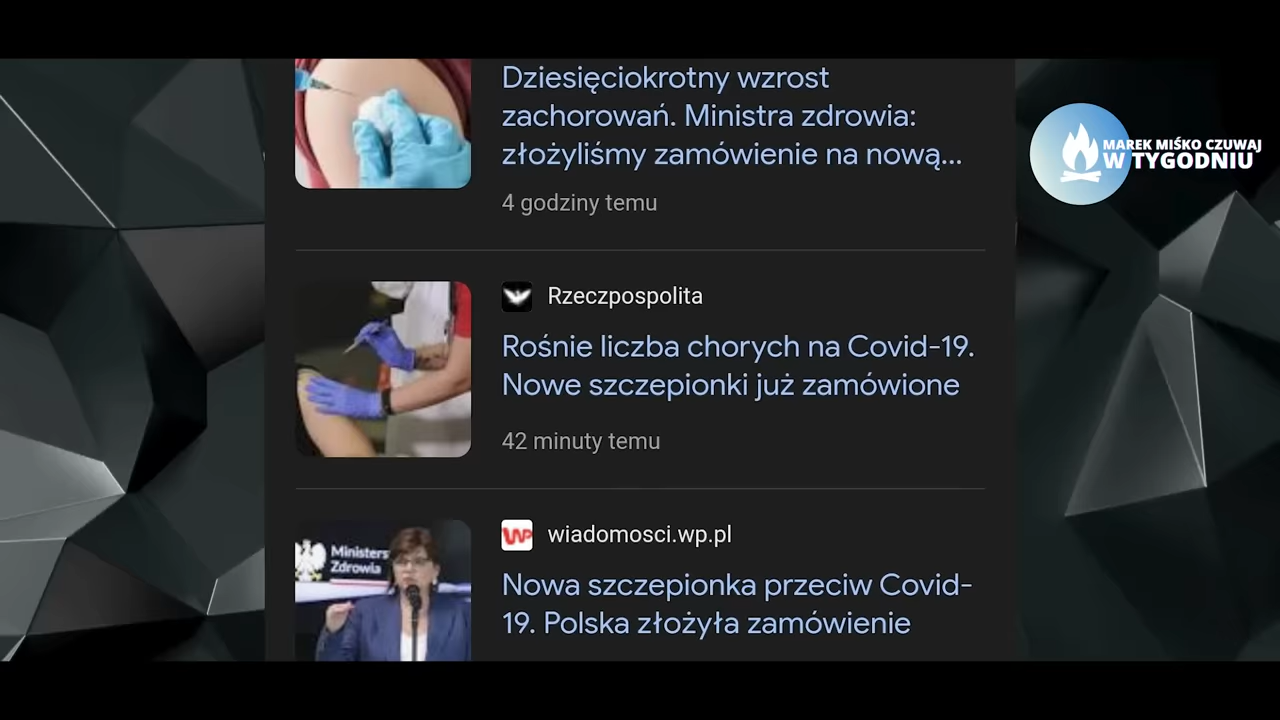 Dziesięciokrotny wzrost
zachorowań. Ministra zdrowia:
złożyliśmy zamówienie na nową...
4 godziny temu
MAREK MIŚKO CZUWAJ
W TYGODNIU
Rzeczpospolita
Rośnie liczba chorych na Covid-19.
Nowe szczepionki już zamówione
42 minuty temu
wiadomosci.wp.pl
Nowa szczepionka przeciw Covid-
19. Polska złożyła zamówienie
Ministers
Zdrowia